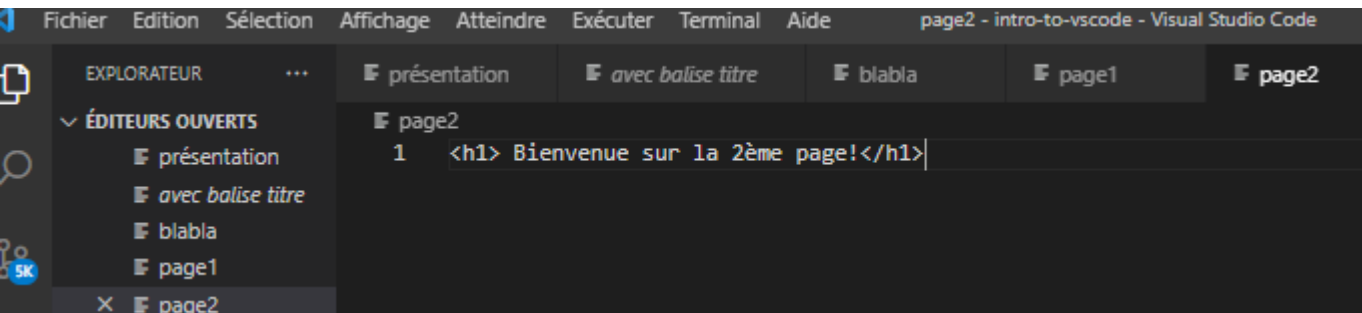 Fichier Edition Sélection Affichage Atteindre Exécuter Terminal Aide page2 - intro-to-vscode - Visual Studio Code
EXPLORATEUR ... présentation avec balise titre blabla page1 page2
ÉDITEURS OUVERTS
présentation
avec balise titre
blabla
page1
page2
5K
page2
1 <h1> Bienvenue sur la 2ème page!</h1>